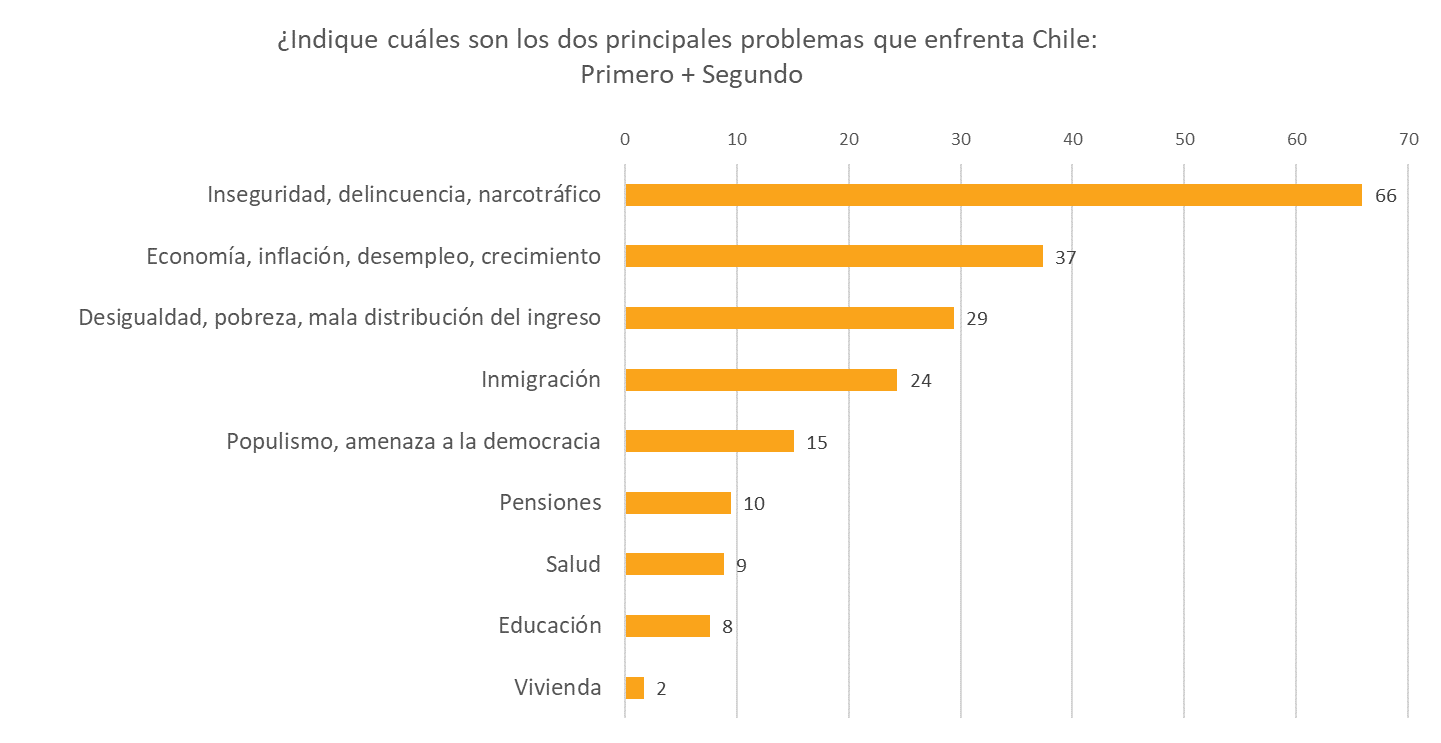 ¿Indique cuáles son los dos principales problemas que enfrenta Chile:
Primero + Segundo
0 10 20 30 40 50 60 70
Inseguridad, delincuencia, narcotráfico 66
Economía, inflación, desempleo, crecimiento 37
Desigualdad, pobreza, mala distribución del ingreso 29
Inmigración 24
Populismo, amenaza a la democracia 15
Pensiones 10
Salud 9
Educación 8
Vivienda 2